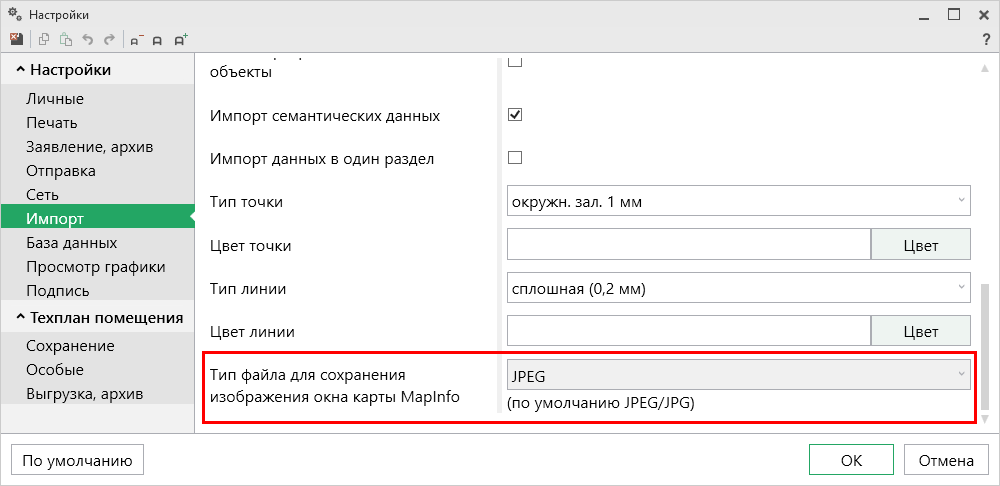 Настройки
?
Настройки
Личные
Печать
Заявление, архив
Отправка
Сеть
Импорт
База данных
Просмотр графики
Подпись
Техплан помещения
Сохранение
Особые
Выгрузка, архив
объекты
Импорт семантических данных
Импорт данных в один раздел
Тип точки
окружн. зал. 1 мм
Цвет точки
Цвет
Тип линии
сплошная (0,2 мм)
Цвет линии
Цвет
Тип файла для сохранения
изображения окна карты MapInfo
JPEG
(по умолчанию JPEG/JPG)
По умолчанию
ОК
Отмена